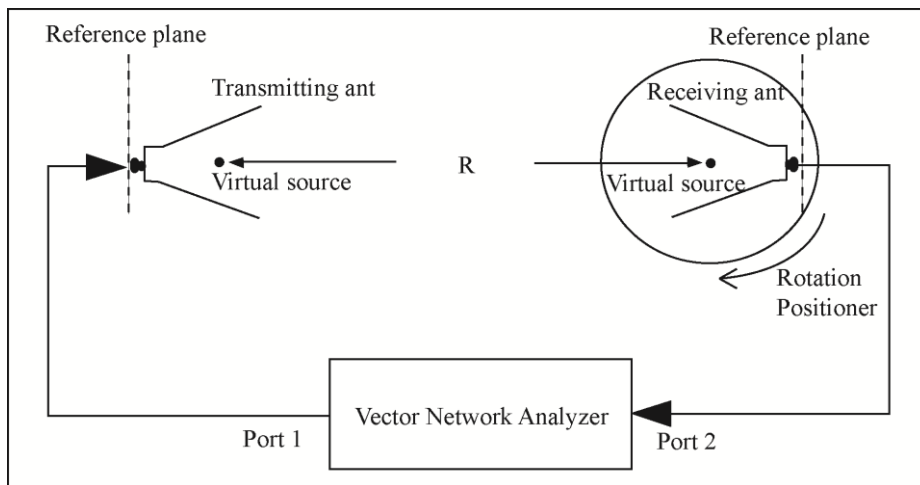 Reference plane
Reference plane
Transmitting ant
Receiving ant
R
Virtual source
Virtual source
Rotation
Positioner
Vector Network Analyzer
Port 1
Port 2